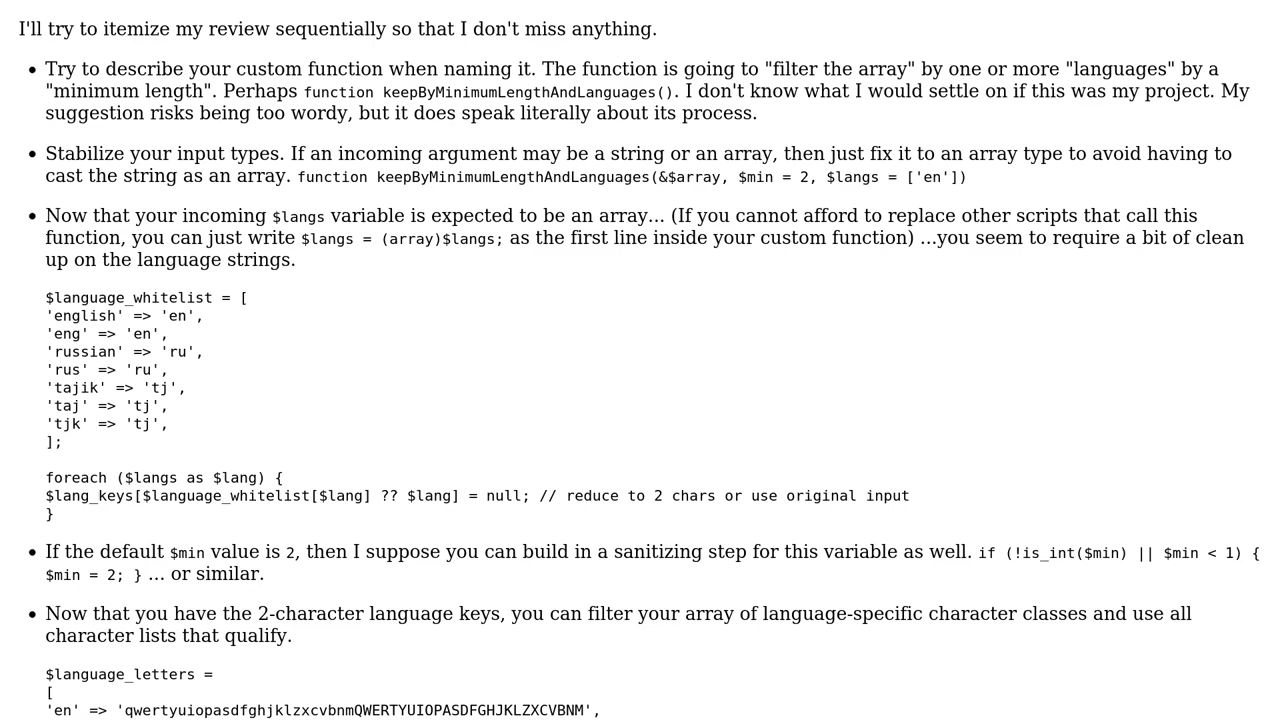 I'll try to itemize my review sequentially so that I don't miss anything.
• Try to describe your custom function when naming it. The function is going to "filter the array" by one or more "languages" by a
"minimum length". Perhaps function keepByMinimumLengthAndLanguages(). I don't know what I would settle on if this was my project. My
suggestion risks being too wordy, but it does speak literally about its process.
• Stabilize your input types. If an incoming argument may be a string or an array, then just fix it to an array type to avoid having to
cast the string as an array. function keepByMinimumLengthAndLanguages(&$array, $min = 2, $langs = ['en'])
• Now that your incoming $langs variable is expected to be an array... (If you cannot afford to replace other scripts that call this
function, you can just write $langs = (array)$langs; as the first line inside your custom function) ...you seem to require a bit of clean
up on the language strings.
$language_whitelist = [
'english' => 'en',
'eng' => 'en',
'russian' => 'ru',
'rus' => 'ru',
'tajik' => 'tj',
'taj' => 'tj',
'tjk' => 'tj',
];
foreach ($langs as $lang) {
$lang_keys[$language_whitelist[$lang] ?? $lang] = null; // reduce to 2 chars or use original input
}
• If the default $min value is 2, then I suppose you can build in a sanitizing step for this variable as well. if (!is_int($min) || $min < 1) {
$min = 2; } ... or similar.
• Now that you have the 2-character language keys, you can filter your array of language-specific character classes and use all
character lists that qualify.
$language_letters =
[
'en' => 'qwertyuiopasdfghjklzxcvbnmQWERTYUIOPASDFGHJKLZXCVBNM',